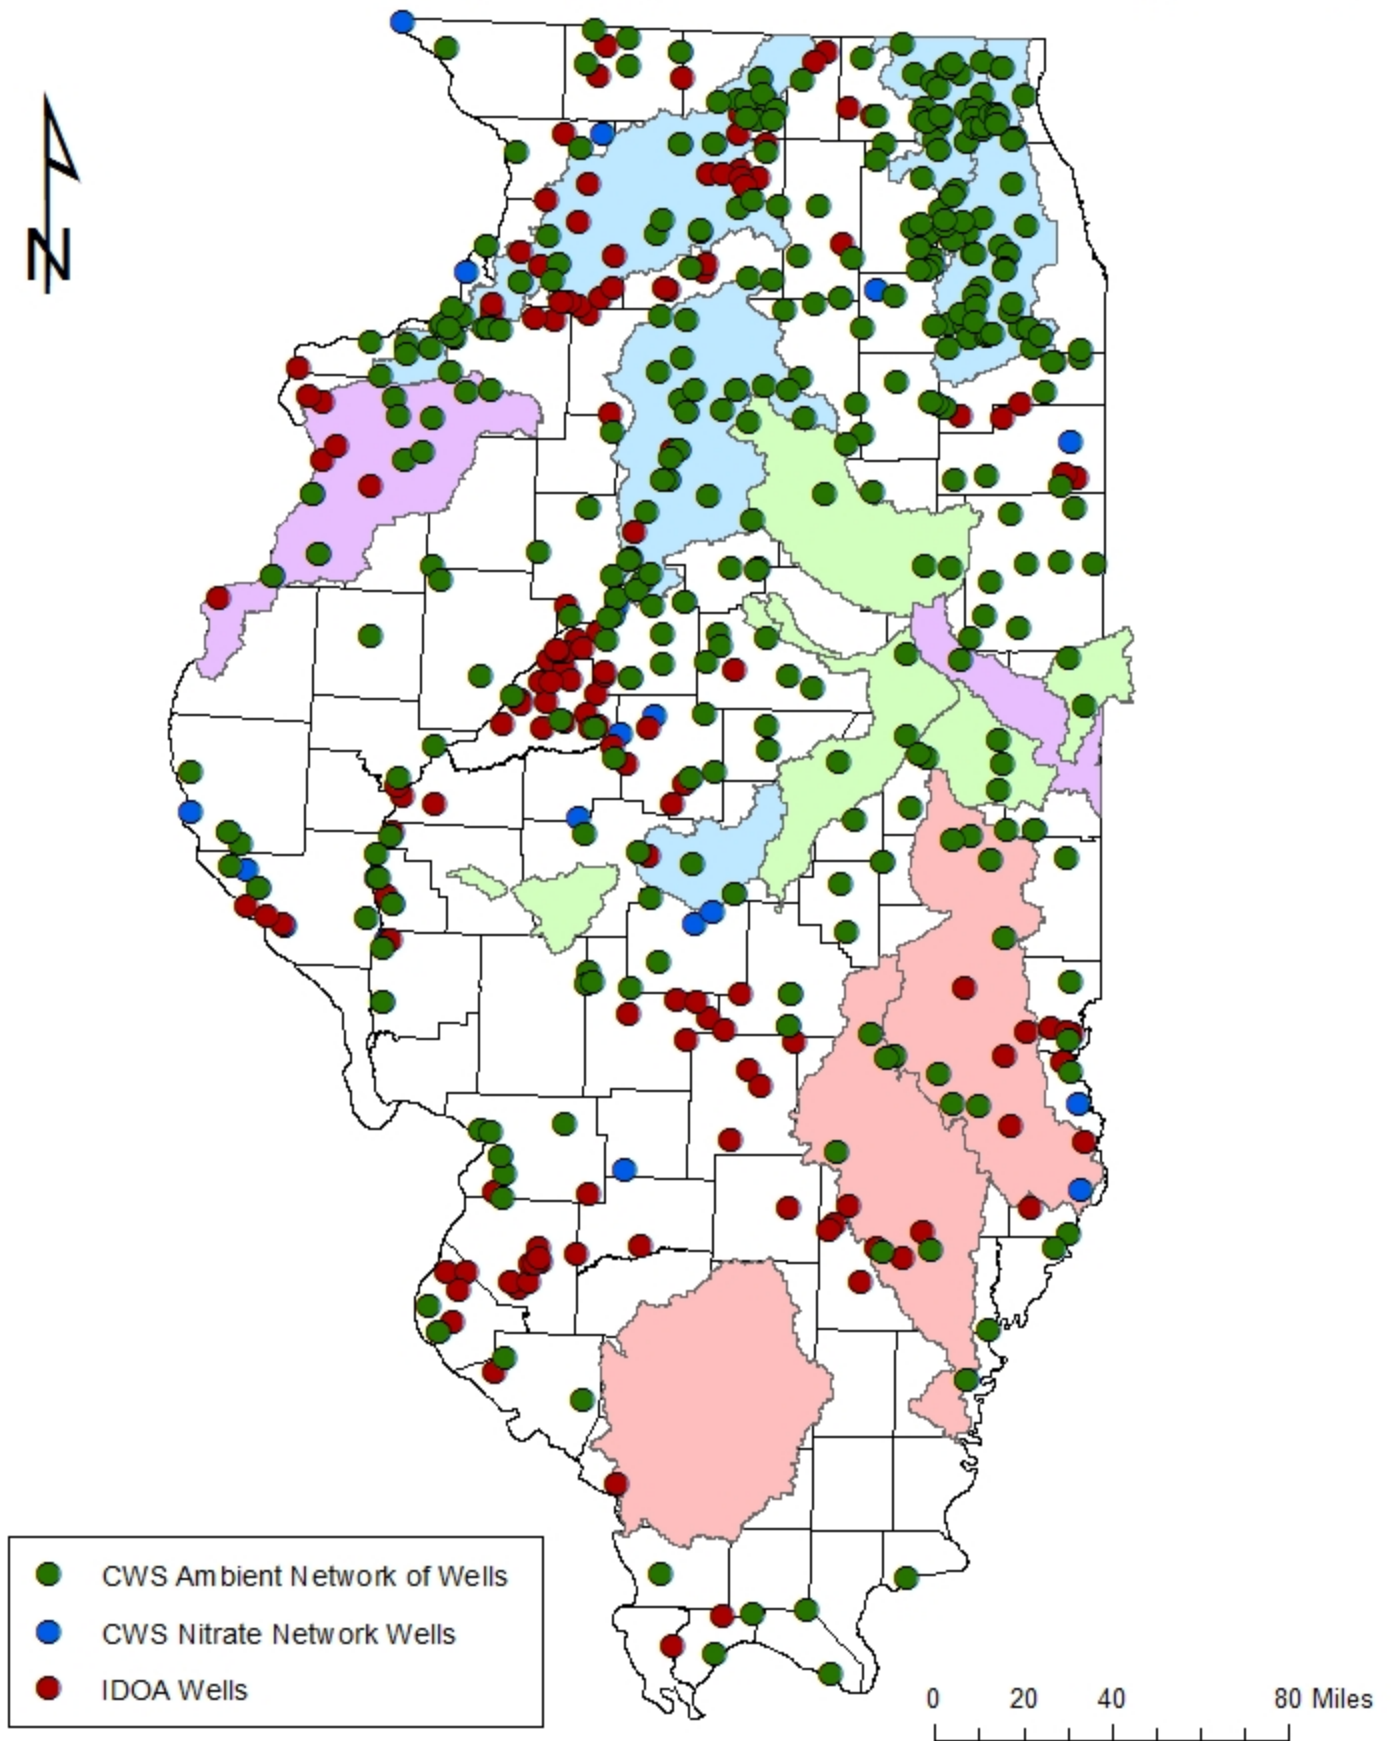 N
CWS Ambient Network of Wells
CWS Nitrate Network Wells
IDOA Wells
0 20 40 80 Miles